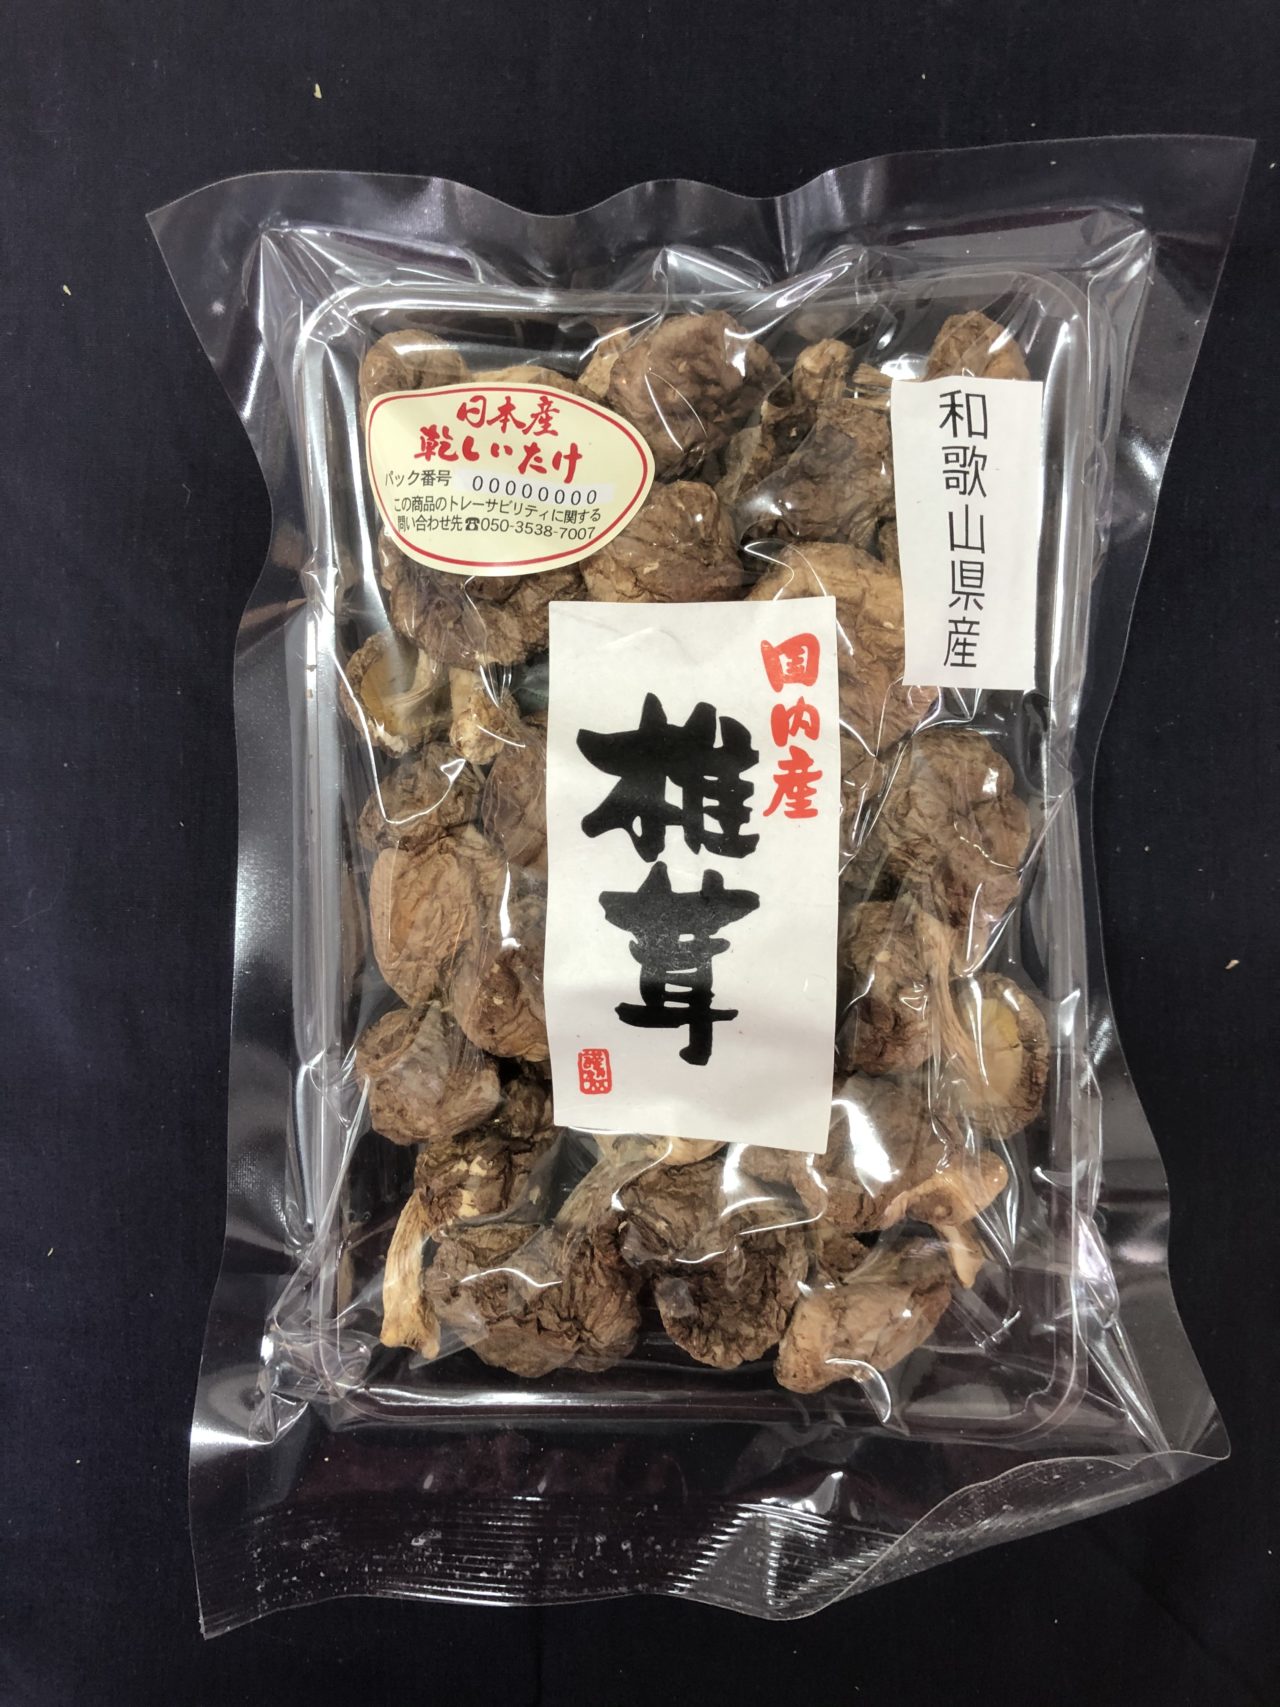 日本産
乾しいたけ
パック番号 00000000
この商品のトレーサビリティに関する
問い合わせ先☎050-3538-7007
和歌山県産
国内産
椎茸